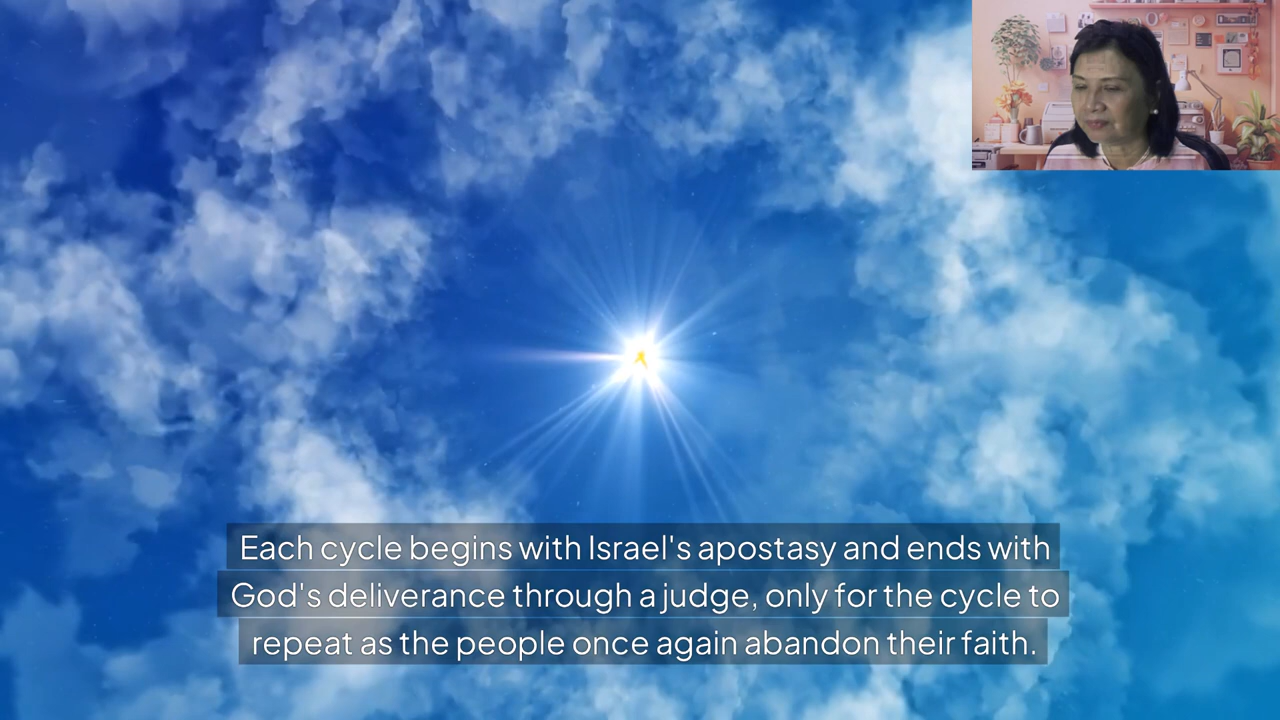 Each cycle begins with Israel's apostasy and ends with
God's deliverance through a judge, only for the cycle to
repeat as the people once again abandon their faith.